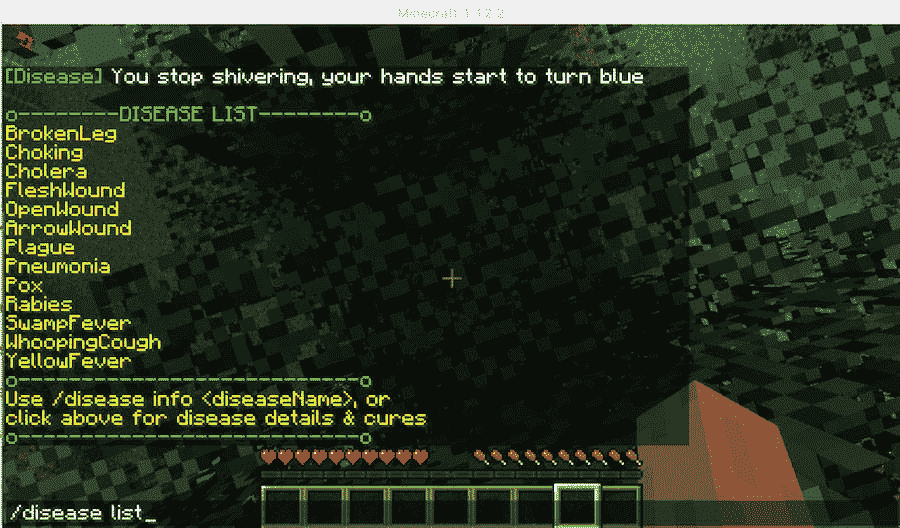 Minecraft 1.12.2
[Disease] You stop shivering, your hands start to turn blue
o---------DISEASE LIST---------o
BrokenLeg
Choking
Cholera
FleshWound
OpenWound
ArrowWound
Plague
Pneumonia
Pox
Rabies
SwampFever
WhoopingCough
YellowFever
o----------------------------o
Use /disease info <diseaseName>, or
click above for disease details & cures
o----------------------------o
/disease list_